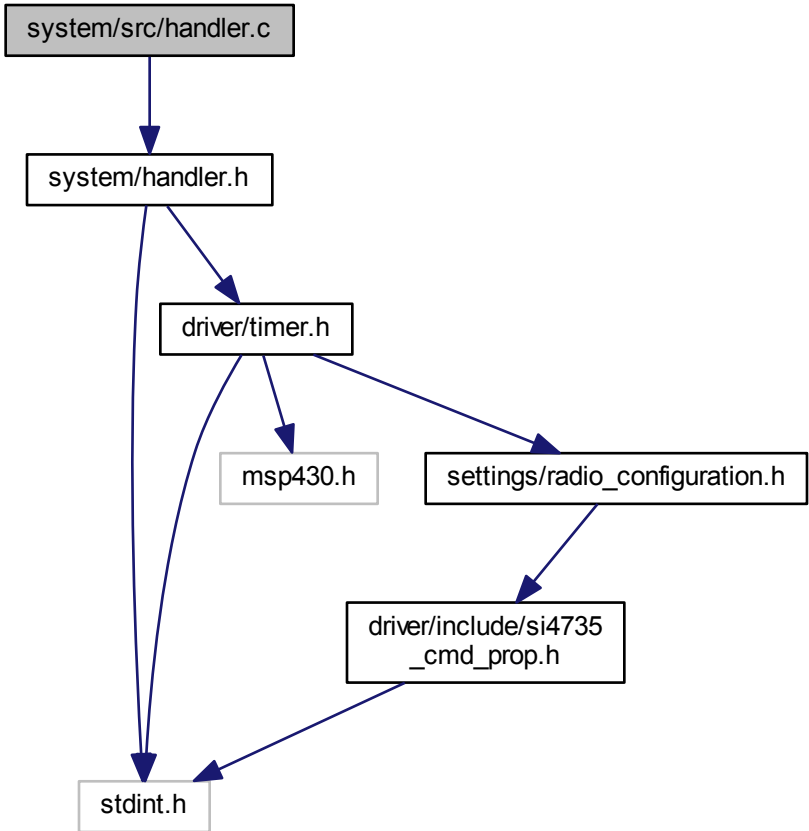 system/src/handler.c
system/handler.h
driver/timer.h
msp430.h
settings/radio_configuration.h
driver/include/si4735
_cmd_prop.h
stdint.h